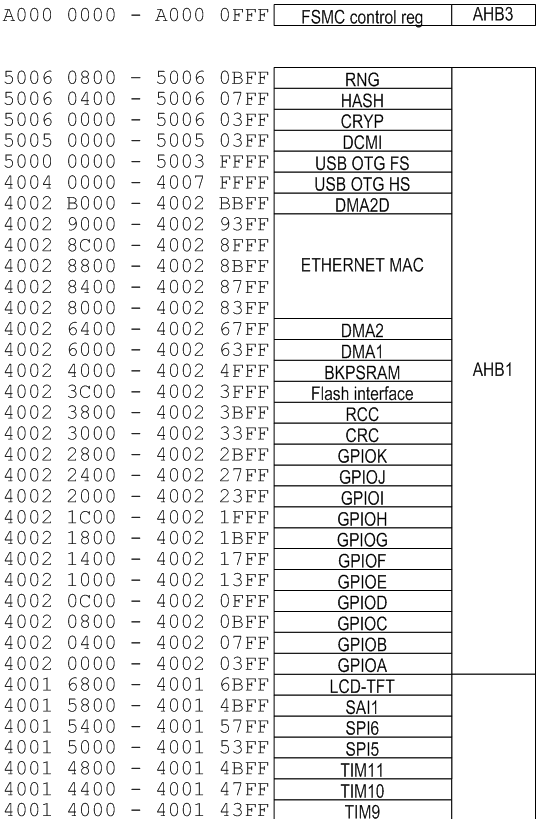 A000 0000 - A000 0FFF FSMC control reg AHB3
5006 0800 - 5006 0BFF RNG
5006 0400 - 5006 07FF HASH
5006 0000 - 5006 03FF CRYP
5005 0000 - 5005 03FF DCMI
5000 0000 - 5003 FFFF USB OTG FS
4004 0000 - 4007 FFFF USB OTG HS
4002 B000 - 4002 BBFF DMA2D
4002 9000 - 4002 93FF
4002 8C00 - 4002 8FFF
4002 8800 - 4002 8BFF ETHERNET MAC
4002 8400 - 4002 87FF
4002 8000 - 4002 83FF
4002 6400 - 4002 67FF DMA2
4002 6000 - 4002 63FF DMA1
4002 4000 - 4002 4FFF BKPSRAM AHB1
4002 3C00 - 4002 3FFF Flash interface
4002 3800 - 4002 3BFF RCC
4002 3000 - 4002 33FF CRC
4002 2800 - 4002 2BFF GPIOK
4002 2400 - 4002 27FF GPIOJ
4002 2000 - 4002 23FF GPIOI
4002 1C00 - 4002 1FFF GPIOH
4002 1800 - 4002 1BFF GPIOG
4002 1400 - 4002 17FF GPIOF
4002 1000 - 4002 13FF GPIOE
4002 0C00 - 4002 0FFF GPIOD
4002 0800 - 4002 0BFF GPIOC
4002 0400 - 4002 07FF GPIOB
4002 0000 - 4002 03FF GPIOA
4001 6800 - 4001 6BFF LCD-TFT
4001 5800 - 4001 4BFF SAI1
4001 5400 - 4001 57FF SPI6
4001 5000 - 4001 53FF SPI5
4001 4800 - 4001 4BFF TIM11
4001 4400 - 4001 47FF TIM10
4001 4000 - 4001 43FF TIM9